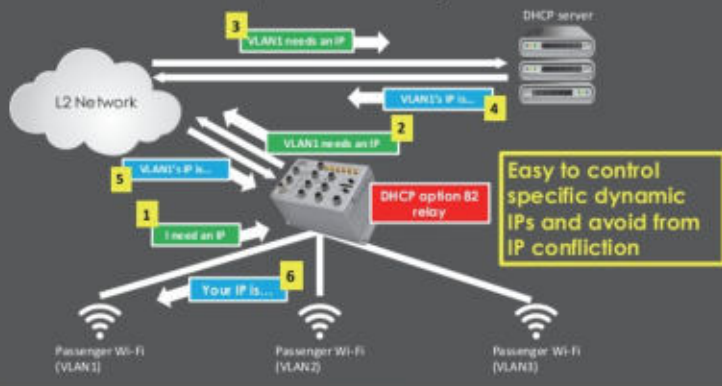 3
VLAN1 needs an IP
DHCP server
L2 Network
VLAN1's IP is...
4
2
VLAN1 needs an IP
VLAN1's IP is...
5
1
I need an IP
DHCP option 82
relay
Easy to control
specific dynamic
IPs and avoid from
IP confliction
Your IP is...
6
Passenger Wi-Fi
(VLAN1)
Passenger Wi-Fi
(VLAN2)
Passenger Wi-Fi
(VLAN3)